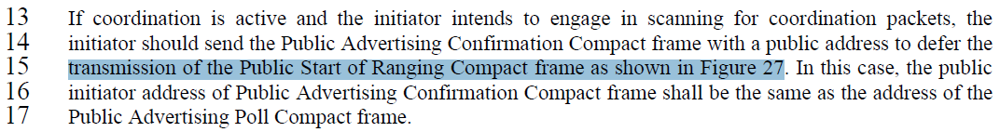 13 If coordination is active and the initiator intends to engage in scanning for coordination packets, the
14 initiator should send the Public Advertising Confirmation Compact frame with a public address to defer the
15 transmission of the Public Start of Ranging Compact frame as shown in Figure 27. In this case, the public
16 initiator address of Public Advertising Confirmation Compact frame shall be the same as the address of the
17 Public Advertising Poll Compact frame.